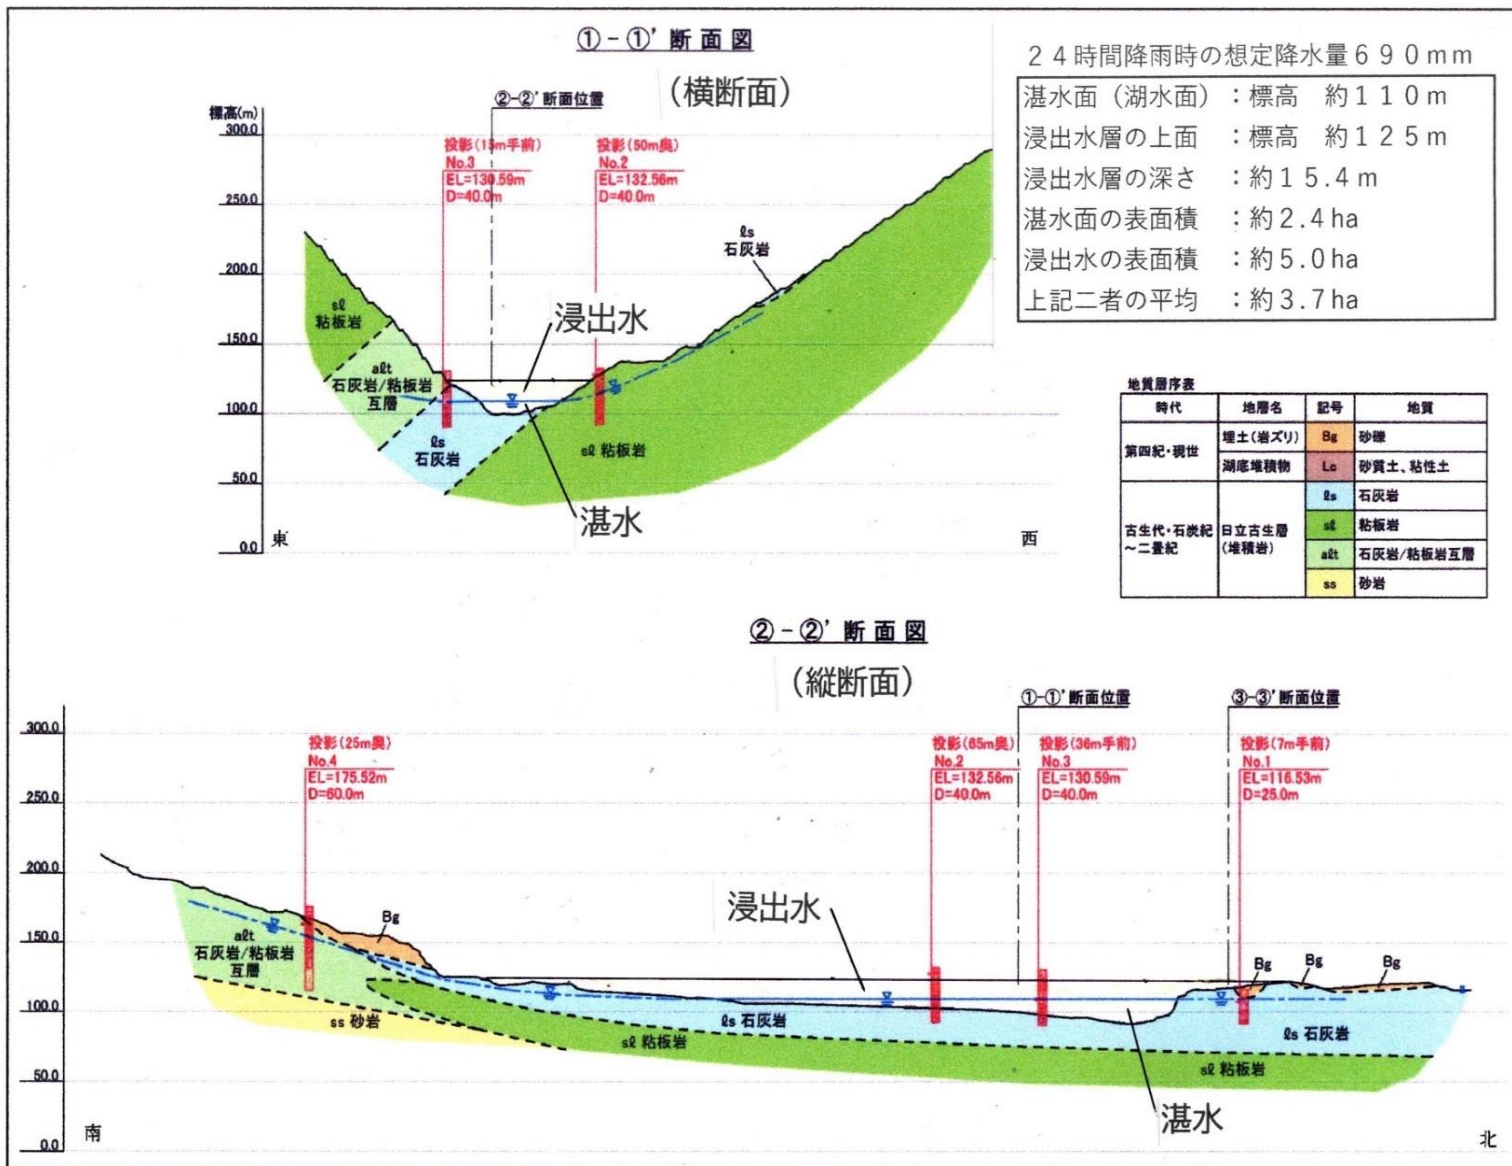 ①-①' 断面図
(横断面)
24時間降雨時の想定降水量690mm
湛水面(湖水面):標高 約110m
浸出水層の上面 :標高 約125m
浸出水層の深さ :約15.4m
湛水面の表面積 :約2.4ha
浸出水の表面積 :約5.0ha
上記二者の平均 :約3.7ha
②-②' 断面位置
標高(m)
300.0
250.0
200.0
150.0
100.0
50.0
0.0
投影(15m手前)
No.3
EL=130.59m
D=40.0m
投影(50m奥)
No.2
EL=132.56m
D=40.0m
ls
石灰岩
sl
粘板岩
alt
石灰岩/粘板岩
互層
ls
石灰岩
sl 粘板岩
浸出水
湛水
東
西
地質層序表
時代 地層名 記号 地質
第四紀・現世 埋土(岩ズリ) Bg 砂礫
湖底堆積物 Lc 砂質土、粘性土
古生代・石炭紀
~二畳紀
日立古生層
(堆積岩)
ls 石灰岩
sl 粘板岩
alt 石灰岩/粘板岩互層
ss 砂岩
②-②' 断面図
(縦断面)
①-①' 断面位置
③-③' 断面位置
300.0
250.0
200.0
150.0
100.0
50.0
0.0
投影(25m奥)
No.4
EL=175.52m
D=60.0m
投影(65m奥)
No.2
EL=132.56m
D=40.0m
投影(36m手前)
No.3
EL=130.59m
D=40.0m
投影(7m手前)
No.1
EL=116.53m
D=25.0m
浸出水
Bg
Bg
Bg
Bg
alt
石灰岩/粘板岩
互層
ss 砂岩
sl 粘板岩
ls 石灰岩
ls 石灰岩
sl 粘板岩
湛水
南
北